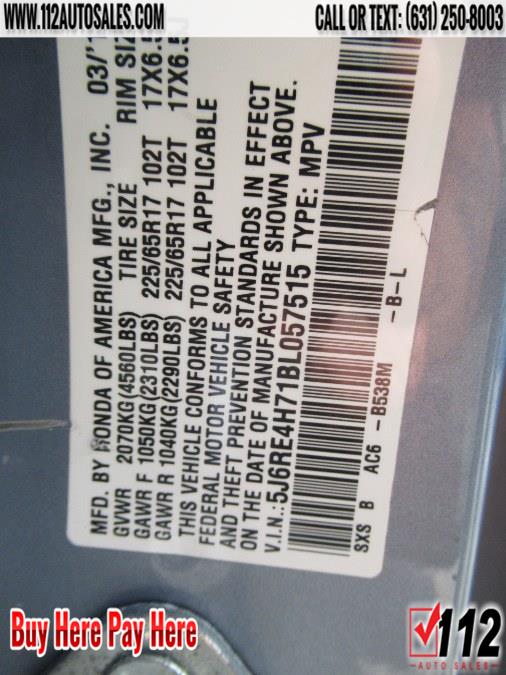 WWW.112AUTOSALES.COM
CALL OR TEXT: (631) 250-8003
MFD. BY HONDA OF AMERICA MFG., INC. 03/
GVWR 2070KG(4560LBS) TIRE SIZE RIM SIZ
GAWR F 1050KG(2310LBS) 225/65R17 102T 17X6.5
GAWR R 1040KG(2290LBS) 225/65R17 102T 17X6.5
THIS VEHICLE CONFORMS TO ALL APPLICABLE
FEDERAL MOTOR VEHICLE SAFETY
AND THEFT PREVENTION STANDARDS IN EFFECT
ON THE DATE OF MANUFACTURE SHOWN ABOVE.
V.I.N.:5J6RE4H71BL057515 TYPE: MPV
SXS B AC6 -B538M -B-L
Buy Here Pay Here
112
AUTO SALES